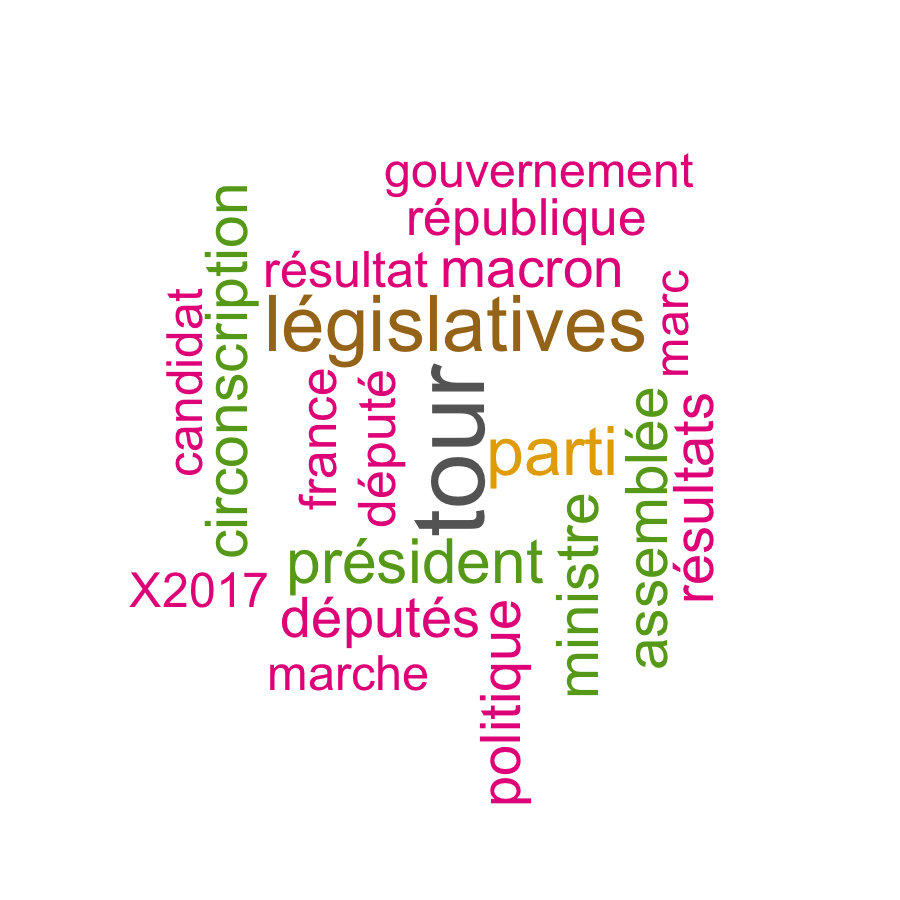 gouvernement
république
résultat
macron
législatives
candidat
circonscription
marc
france
député
tour
parti
assemblée
résultats
ministre
président
X2017
députés
marche
politique